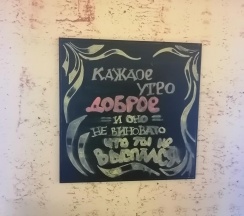 КАЖДОЕ
УТРО
ДОБРОЕ
И ОНО
НЕ ВИНОВАТО
ЧТО ТЫ НЕ
ВЫСПАЛСЯ